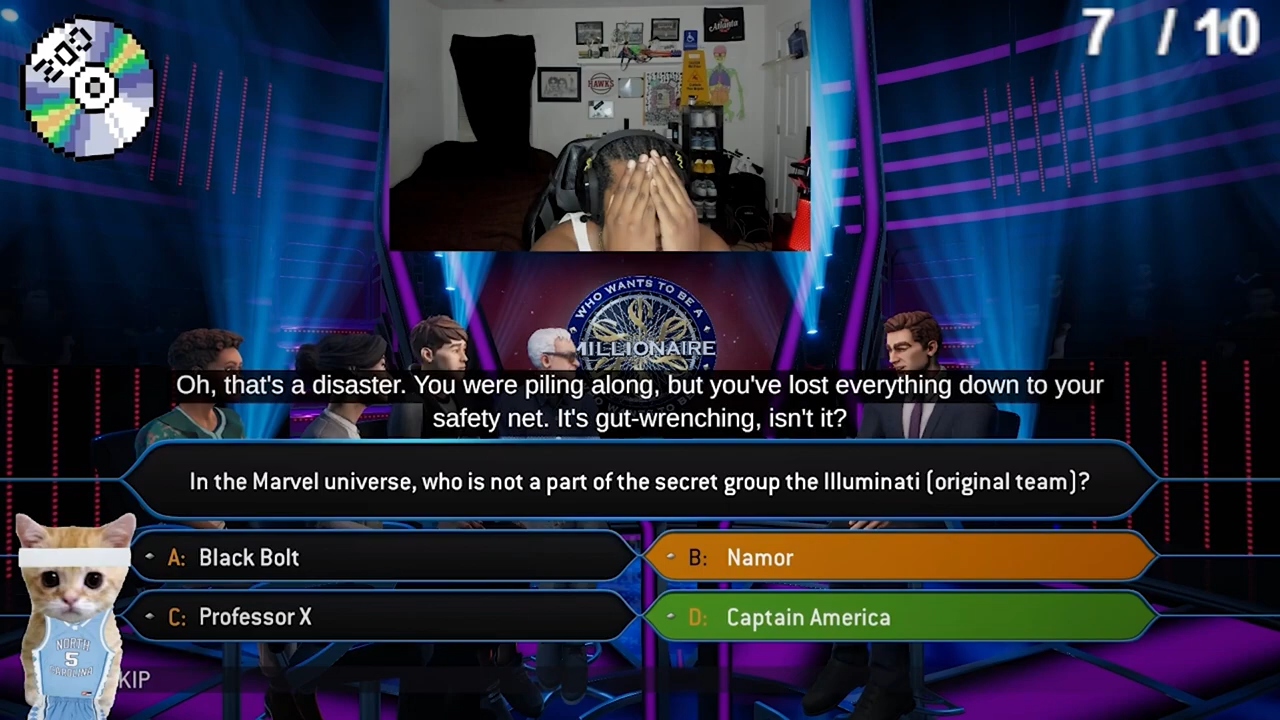 7 / 10
Atlanta
HAWKS
WHO WANTS TO BE A
MILLIONAIRE
Oh, that's a disaster. You were piling along, but you've lost everything down to your
safety net. It's gut-wrenching, isn't it?
In the Marvel universe, who is not a part of the secret group the Illuminati (original team)?
A: Black Bolt
B: Namor
C: Professor X
D: Captain America
NORTH
5
CAROLINA
KIP